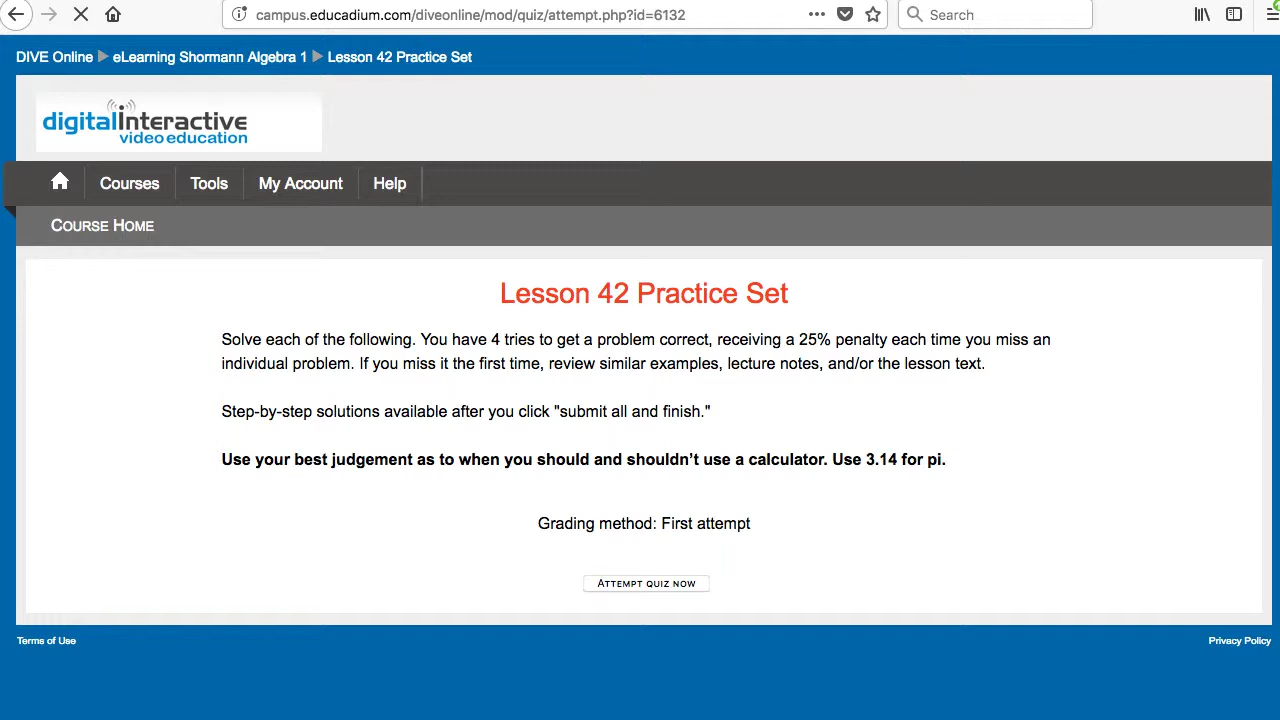 campus.educadium.com/diveonline/mod/quiz/attempt.php?id=6132
Search
DIVE Online eLearning Shormann Algebra 1 Lesson 42 Practice Set
digitalinteractive
videoeducation
Courses Tools My Account Help
COURSE HOME
Lesson 42 Practice Set
Solve each of the following. You have 4 tries to get a problem correct, receiving a 25% penalty each time you miss an
individual problem. If you miss it the first time, review similar examples, lecture notes, and/or the lesson text.
Step-by-step solutions available after you click "submit all and finish."
Use your best judgement as to when you should and shouldn’t use a calculator. Use 3.14 for pi.
Grading method: First attempt
ATTEMPT QUIZ NOW
Terms of Use
Privacy Policy